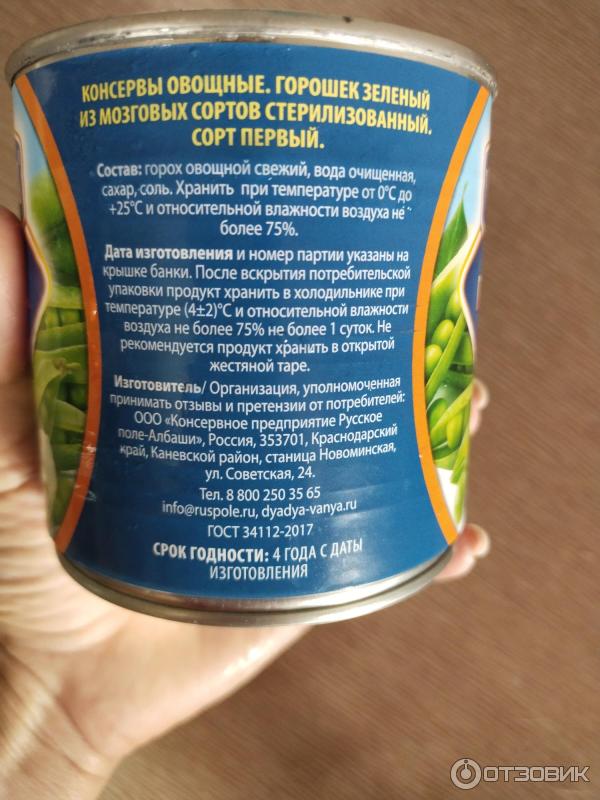 КОНСЕРВЫ ОВОЩНЫЕ. ГОРОШЕК ЗЕЛЕНЫЙ
ИЗ МОЗГОВЫХ СОРТОВ СТЕРИЛИЗОВАННЫЙ.
СОРТ ПЕРВЫЙ.
Состав: горох овощной свежий, вода очищенная,
сахар, соль. Хранить при температуре от 0°С до
+25°С и относительной влажности воздуха не
более 75%.
Дата изготовления и номер партии указаны на
крышке банки. После вскрытия потребительской
упаковки продукт хранить в холодильнике при
температуре (4±2)°С и относительной влажности
воздуха не более 75% не более 1 суток. Не
рекомендуется продукт хранить в открытой
жестяной таре.
Изготовитель/ Организация, уполномоченная
принимать отзывы и претензии от потребителей:
ООО «Консервное предприятие Русское
поле-Албаши», Россия, 353701, Краснодарский
край, Каневской район, станица Новоминская,
ул. Советская, 24.
Тел. 8 800 250 35 65
info@ruspole.ru, dyadya-vanya.ru
ГОСТ 34112-2017
СРОК ГОДНОСТИ: 4 ГОДА С ДАТЫ
ИЗГОТОВЛЕНИЯ
ОТЗОВИК